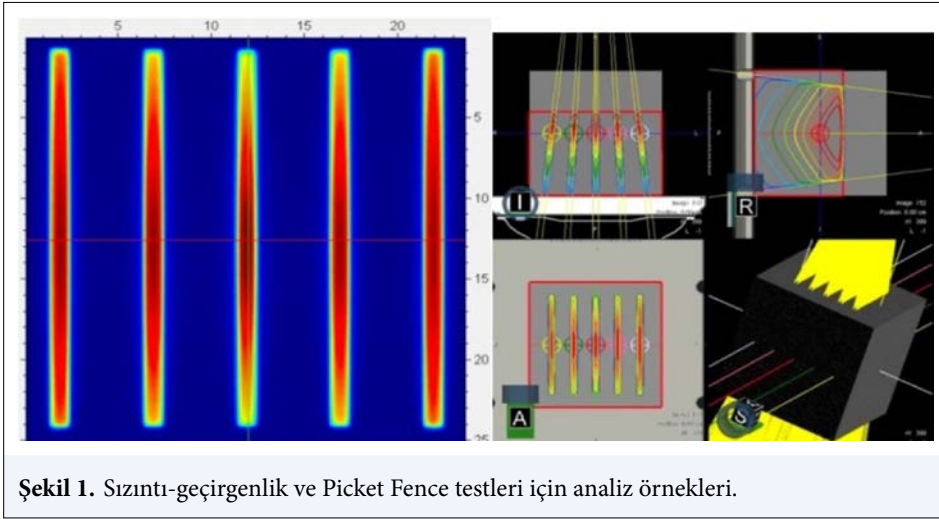 5 10 15 20
5
10
15
20
25
I
R
A
S
Şekil 1. Sızıntı-geçirgenlik ve Picket Fence testleri için analiz örnekleri.